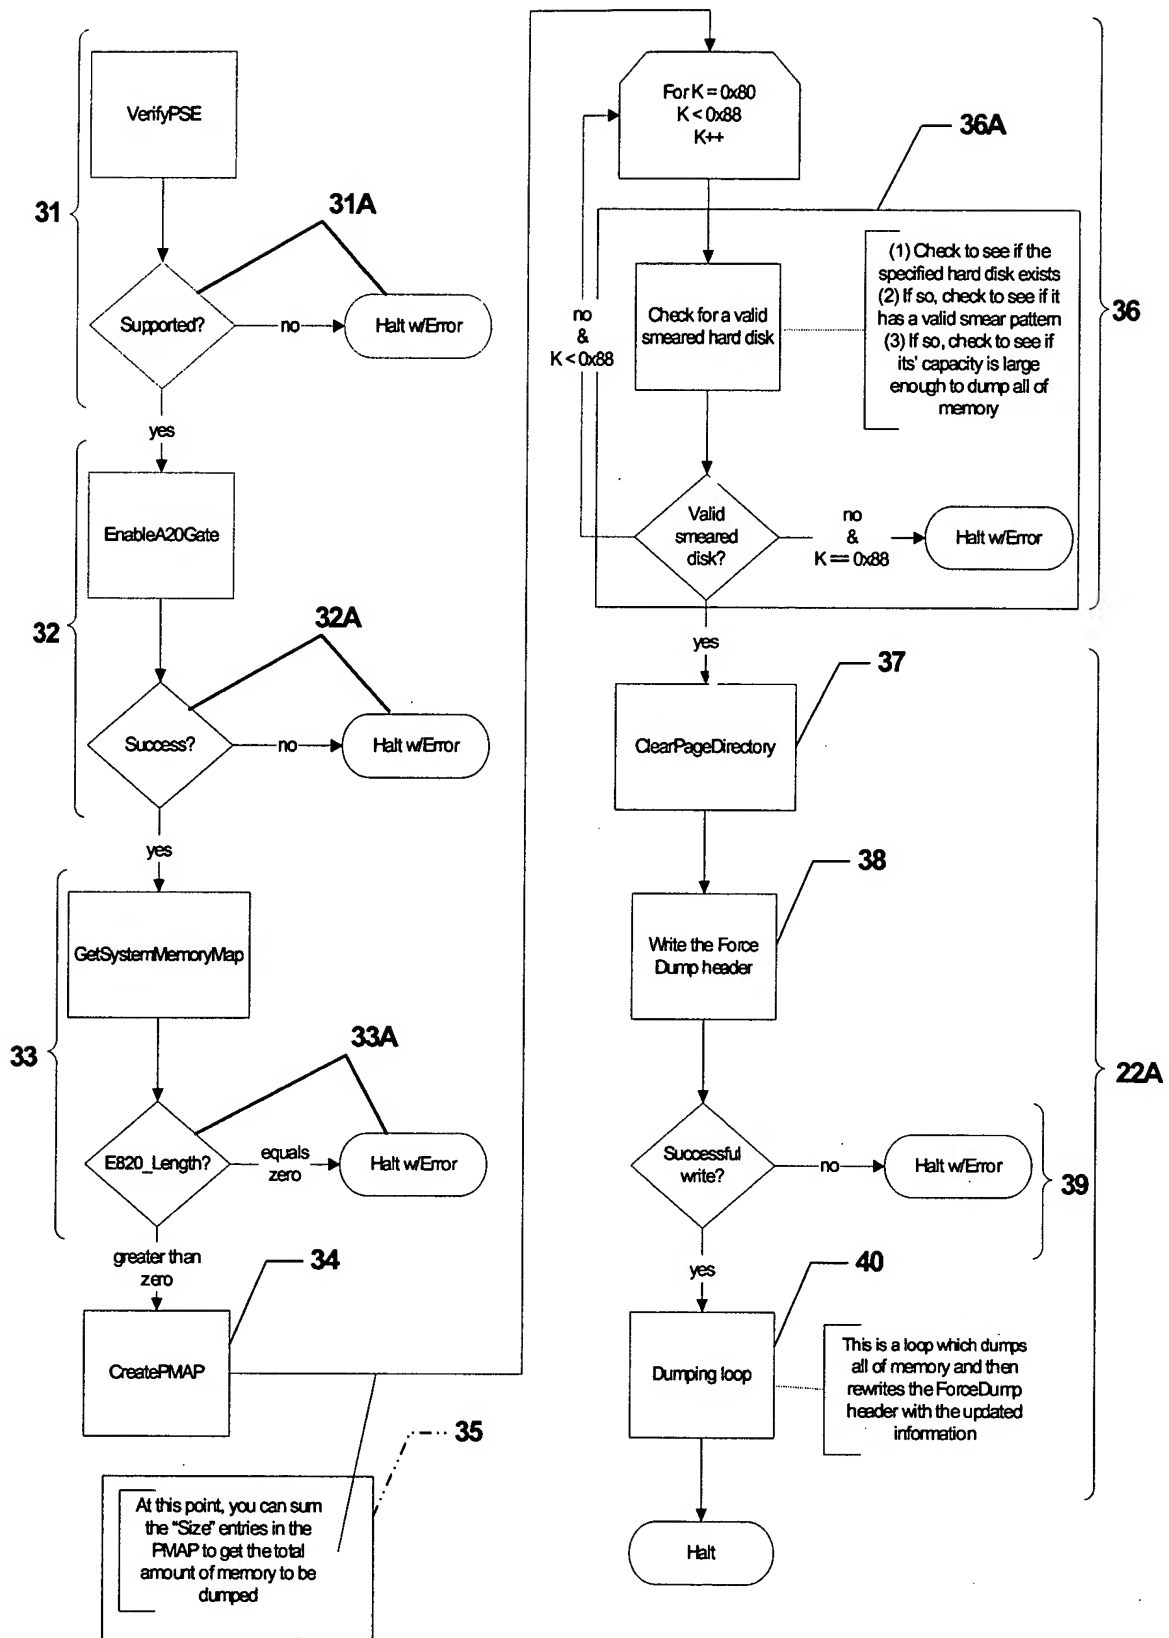 VerifyPSE
31
31A
Supported?
no
Halt w/Error
yes
EnableA20Gate
32
32A
Success?
no
Halt w/Error
yes
GetSystemMemoryMap
33
33A
E820_Length?
equals
zero
Halt w/Error
greater than
zero
34
CreatePMAP
35
At this point, you can sum
the "Size" entries in the
PMAP to get the total
amount of memory to be
dumped
For K = 0x80
K < 0x88
K++
36A
36
no
&
K < 0x88
Check for a valid
smeared hard disk
(1) Check to see if the
specified hard disk exists
(2) If so, check to see if it
has a valid smear pattern
(3) If so, check to see if
its' capacity is large
enough to dump all of
memory
Valid
smeared
disk?
no
&
K == 0x88
Halt w/Error
yes
37
ClearPageDirectory
38
Write the Force
Dump header
22A
Successful
write?
no
Halt w/Error
39
yes
40
Dumping loop
This is a loop which dumps
all of memory and then
rewrites the ForceDump
header with the updated
information
Halt